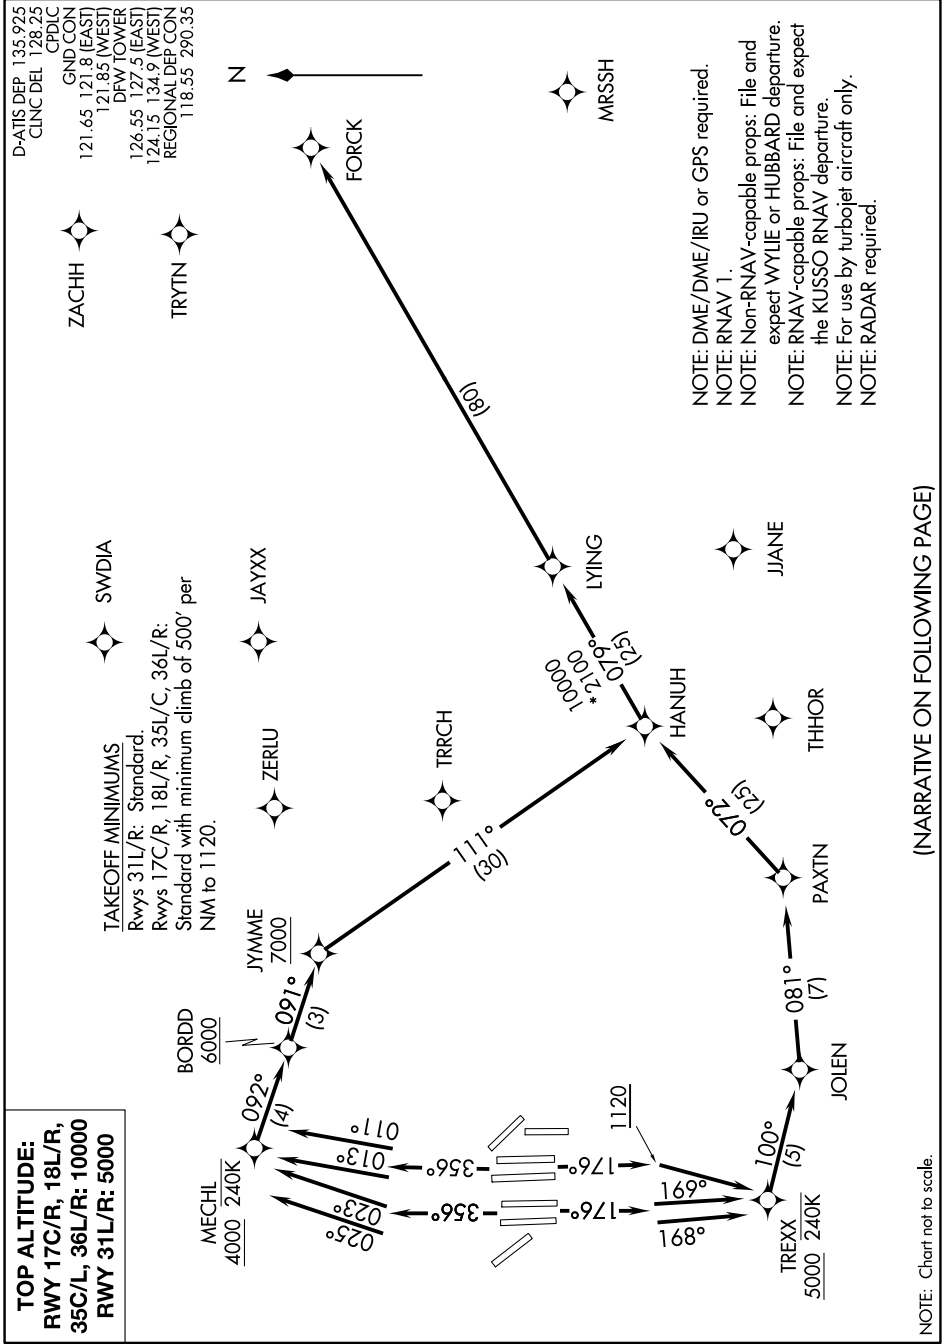 TOP ALTITUDE:
RWY 17C/R, 18L/R,
35C/L, 36L/R: 10000
RWY 31L/R: 5000
D-ATIS DEP 135.925
CLNC DEL 128.25
CPDLC
GND CON
121.65 121.8 (EAST)
121.85 (WEST)
DFW TOWER
126.55 127.5 (EAST)
124.15 134.9 (WEST)
REGIONAL DEP CON
118.55 290.35
TAKEOFF MINIMUMS
Rwys 31L/R: Standard.
Rwys 17C/R, 18L/R, 35L/C, 36L/R:
Standard with minimum climb of 500' per
NM to 1120.
SWDIA
ZACHH
TRYTN
N
JAYXX
ZERLU
TRRCH
FORCK
MRSSH
BORDD
6000
JYMME
7000
MECHL
4000 240K
092°
(4)
091°
(3)
111°
(30)
(80)
LYING
10000
*2100
079°
(25)
HANUH
025°
023°
013°
011°
356°
356°
176°
176°
1120
168°
169°
TREXX
5000 240K
100°
(5)
JOLEN
081°
(7)
PAXTN
072°
(25)
THHOR
JJANE
NOTE: DME/DME/IRU or GPS required.
NOTE: RNAV 1.
NOTE: Non-RNAV-capable props: File and
expect WYLIE or HUBBARD departure.
NOTE: RNAV-capable props: File and expect
the KUSSO RNAV departure.
NOTE: For use by turbojet aircraft only.
NOTE: RADAR required.
(NARRATIVE ON FOLLOWING PAGE)
NOTE: Chart not to scale.